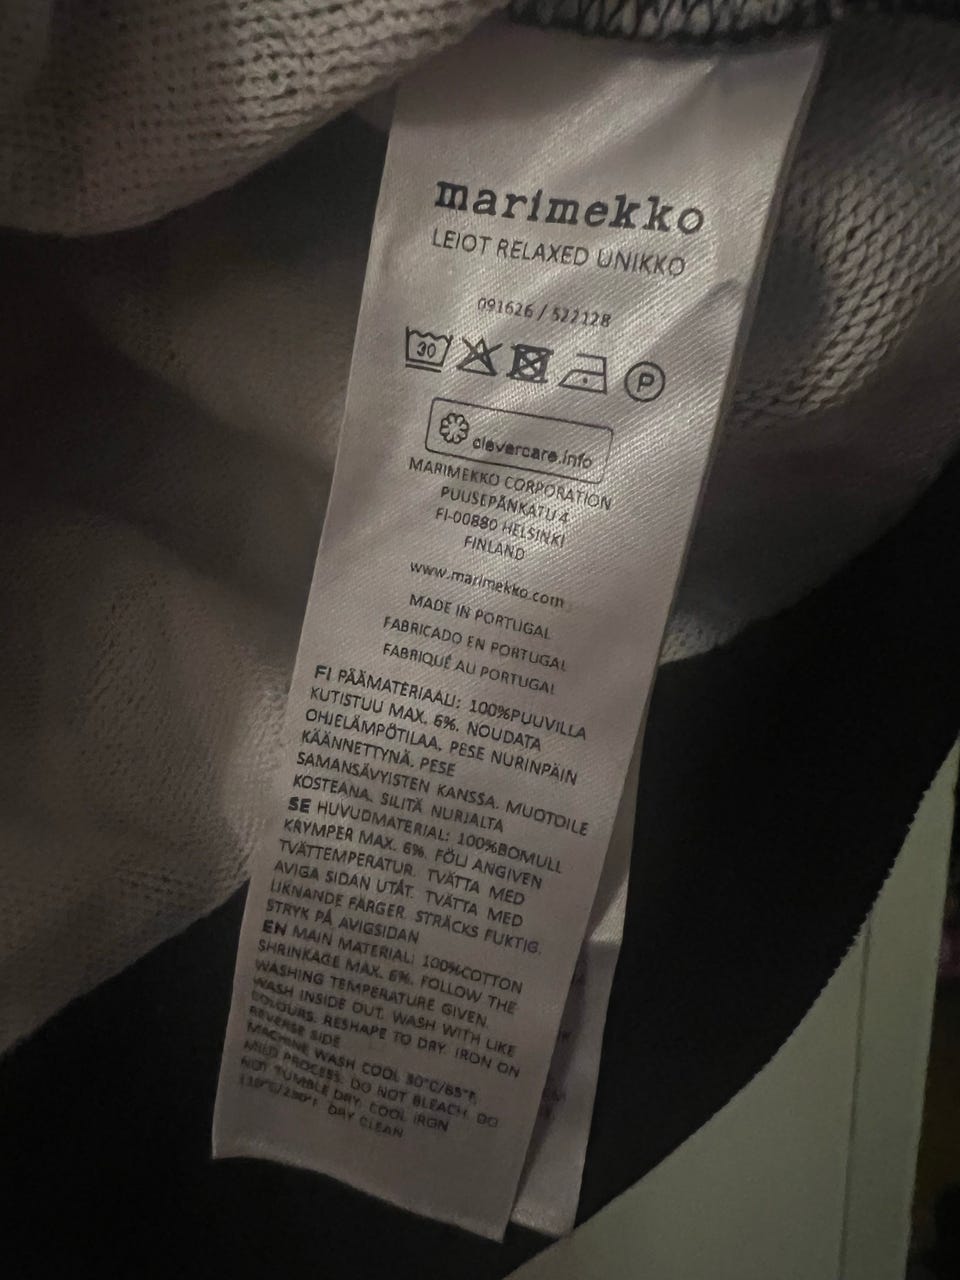 marimekko
LEIOT RELAXED UNIKKO
091626 / 522128
30
P
clevercare.info
MARIMEKKO CORPORATION
PUUSEPÄNKATU 4
FI-00880 HELSINKI
FINLAND
www.marimekko.com
MADE IN PORTUGAL
FABRICADO EN PORTUGAL
FABRIQUÉ AU PORTUGAL
FI PÄÄMATERIAALI: 100%PUUVILLA
KUTISTUU MAX. 6%. NOUDATA
OHJELÄMPÖTILAA. PESE NURINPÄIN
KÄÄNNETTYNÄ. PESE
SAMANSÄVYISTEN KANSSA. MUOTOILE
KOSTEANA. SILITÄ NURJALTA
SE HUVUDMATERIAL: 100%BOMULL
KRYMPER MAX. 6%. FÖLJ ANGIVEN
TVÄTTEMPERATUR. TVÄTTA MED
AVIGA SIDAN UTÅT. TVÄTTA MED
LIKNANDE FÄRGER. STRÄCKS FUKTIG.
STRYK PÅ AVIGSIDAN
EN MAIN MATERIAL: 100%COTTON
SHRINKAGE MAX. 6%. FOLLOW THE
WASHING TEMPERATURE GIVEN.
WASH INSIDE OUT. WASH WITH LIKE
COLOURS. RESHAPE TO DRY. IRON ON
REVERSE SIDE
MACHINE WASH COOL 30°C/85°F.
MILD PROCESS. DO NOT BLEACH. DO
NOT TUMBLE DRY. COOL IRON
110°C/230°F. DRY CLEAN